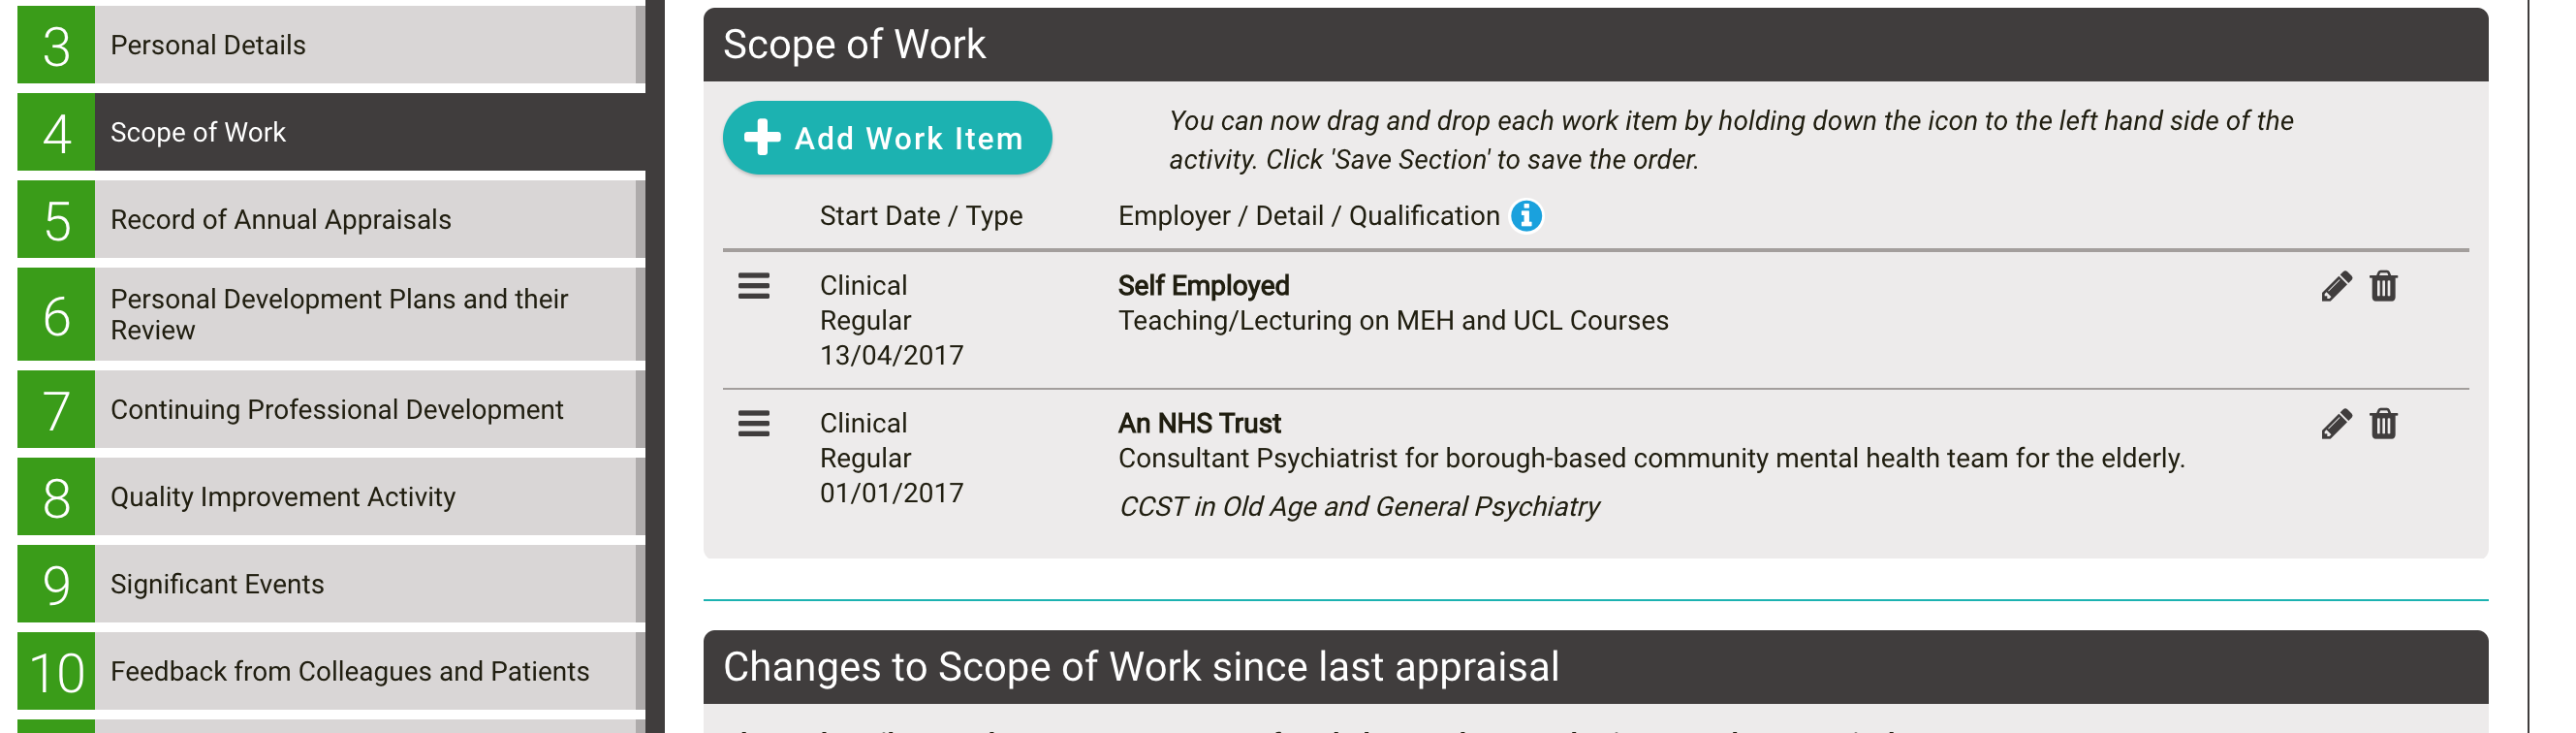 3 Personal Details
4 Scope of Work
5 Record of Annual Appraisals
6 Personal Development Plans and their
Review
7 Continuing Professional Development
8 Quality Improvement Activity
9 Significant Events
10 Feedback from Colleagues and Patients
Scope of Work
Add Work Item
You can now drag and drop each work item by holding down the icon to the left hand side of the
activity. Click 'Save Section' to save the order.
Start Date / Type Employer / Detail / Qualification
Clinical Self Employed
Regular Teaching/Lecturing on MEH and UCL Courses
13/04/2017
Clinical An NHS Trust
Regular Consultant Psychiatrist for borough-based community mental health team for the elderly.
01/01/2017 CCST in Old Age and General Psychiatry
Changes to Scope of Work since last appraisal